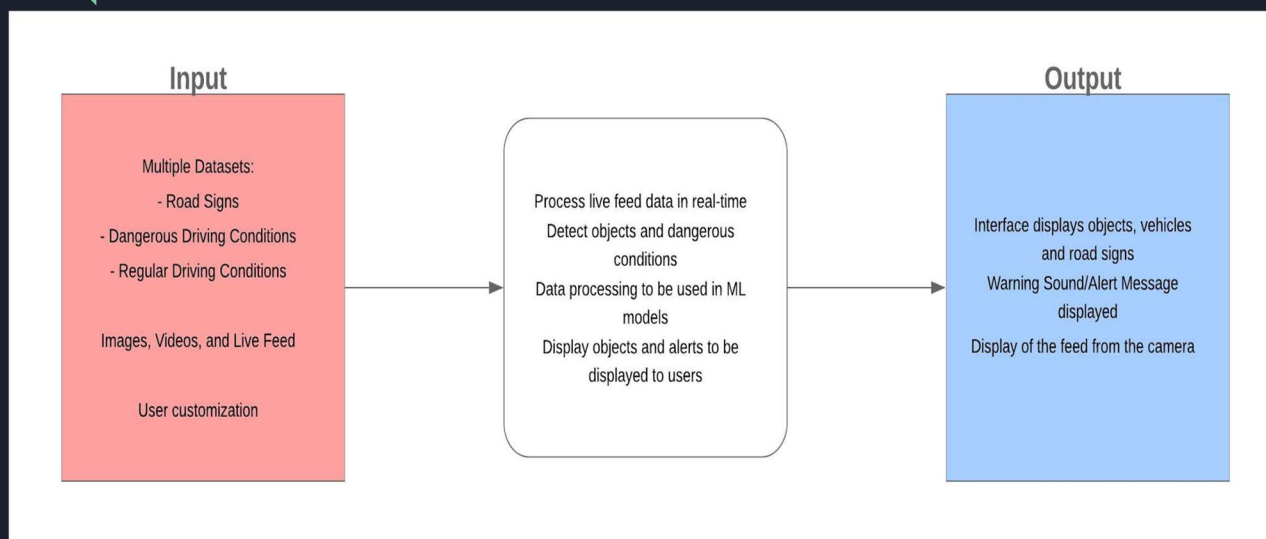 Input
Multiple Datasets:
- Road Signs
- Dangerous Driving Conditions
- Regular Driving Conditions
Images, Videos, and Live Feed
User customization
Process live feed data in real-time
Detect objects and dangerous
conditions
Data processing to be used in ML
models
Display objects and alerts to be
displayed to users
Output
Interface displays objects, vehicles
and road signs
Warning Sound/Alert Message
displayed
Display of the feed from the camera